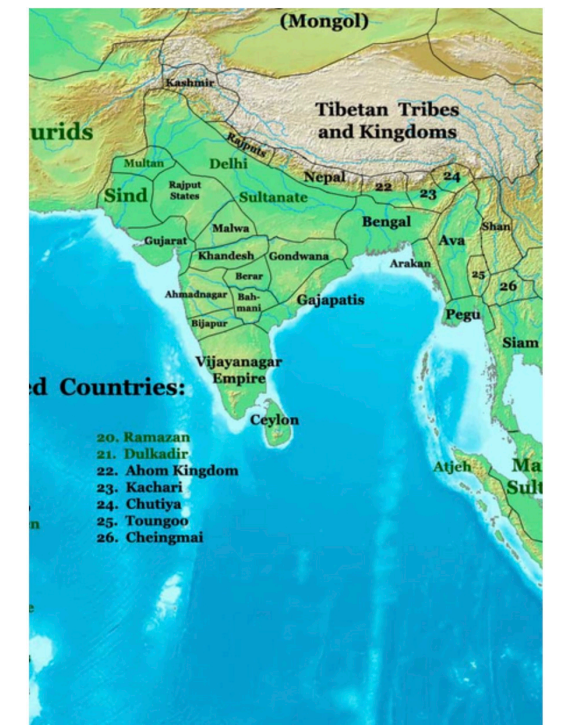 (Mongol)
Kashmir
Tibetan Tribes
and Kingdoms
urids
Rajputs
Multan
Delhi
Nepal
24
22
23
Sind
Rajput
States
Sultanate
Bengal
Malwa
Shan
Gujarat
Ava
Khandesh
Gondwana
Arakan
Berar
25
26
Ahmadnagar
Bah-
mani
Gajapatis
Bijapur
Pegu
Siam
Vijayanagar
Empire
ed Countries:
Ceylon
20. Ramazan
21. Dulkadir
22. Ahom Kingdom
23. Kachari
24. Chutiya
25. Toungoo
26. Cheingmai
Atjeh
Ma
Sult
en
e